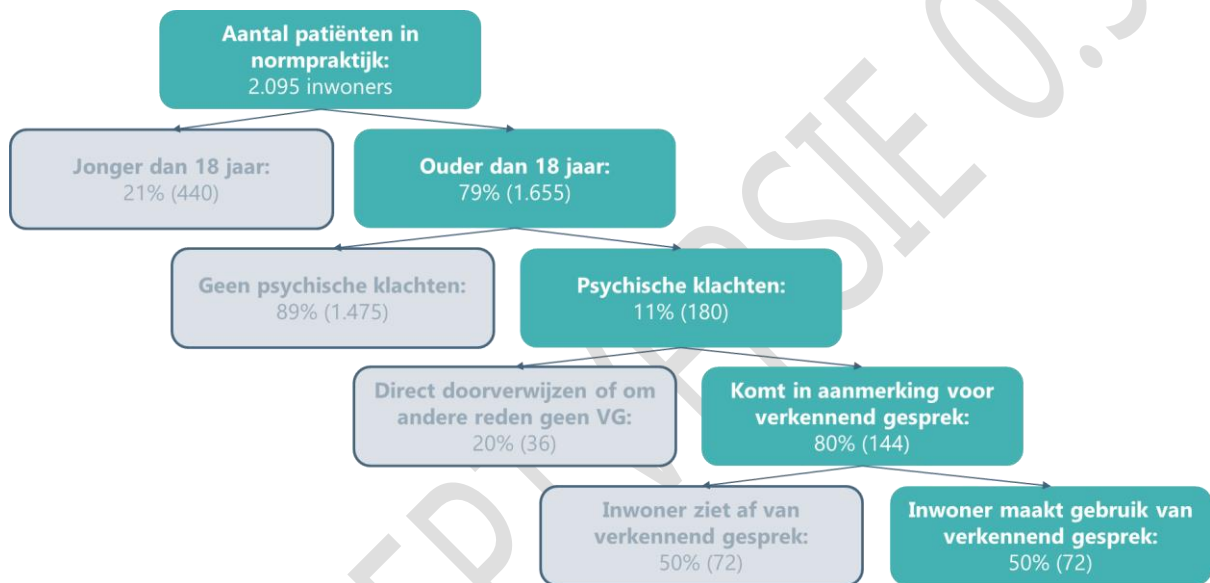 Aantal patiënten in
normpraktijk:
2.095 inwoners
Jonger dan 18 jaar:
21% (440)
Ouder dan 18 jaar:
79% (1.655)
Geen psychische klachten:
89% (1.475)
Psychische klachten:
11% (180)
Direct doorverwijzen of om
andere reden geen VG:
20% (36)
Komt in aanmerking voor
verkennend gesprek:
80% (144)
Inwoner ziet af van
verkennend gesprek:
50% (72)
Inwoner maakt gebruik van
verkennend gesprek:
50% (72)